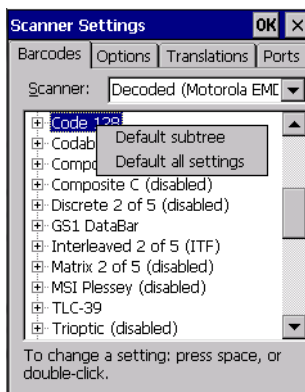 Scanner Settings OK ×
Barcodes Options Translations Ports
Scanner: Decoded (Motorola EMD
Code 128
Default subtree
Codab
Default all settings
Compo
Composite C (disabled)
Discrete 2 of 5 (disabled)
GS1 DataBar
Interleaved 2 of 5 (ITF)
Matrix 2 of 5 (disabled)
MSI Plessey (disabled)
TLC-39
Trioptic (disabled)
To change a setting: press space, or
double-click.